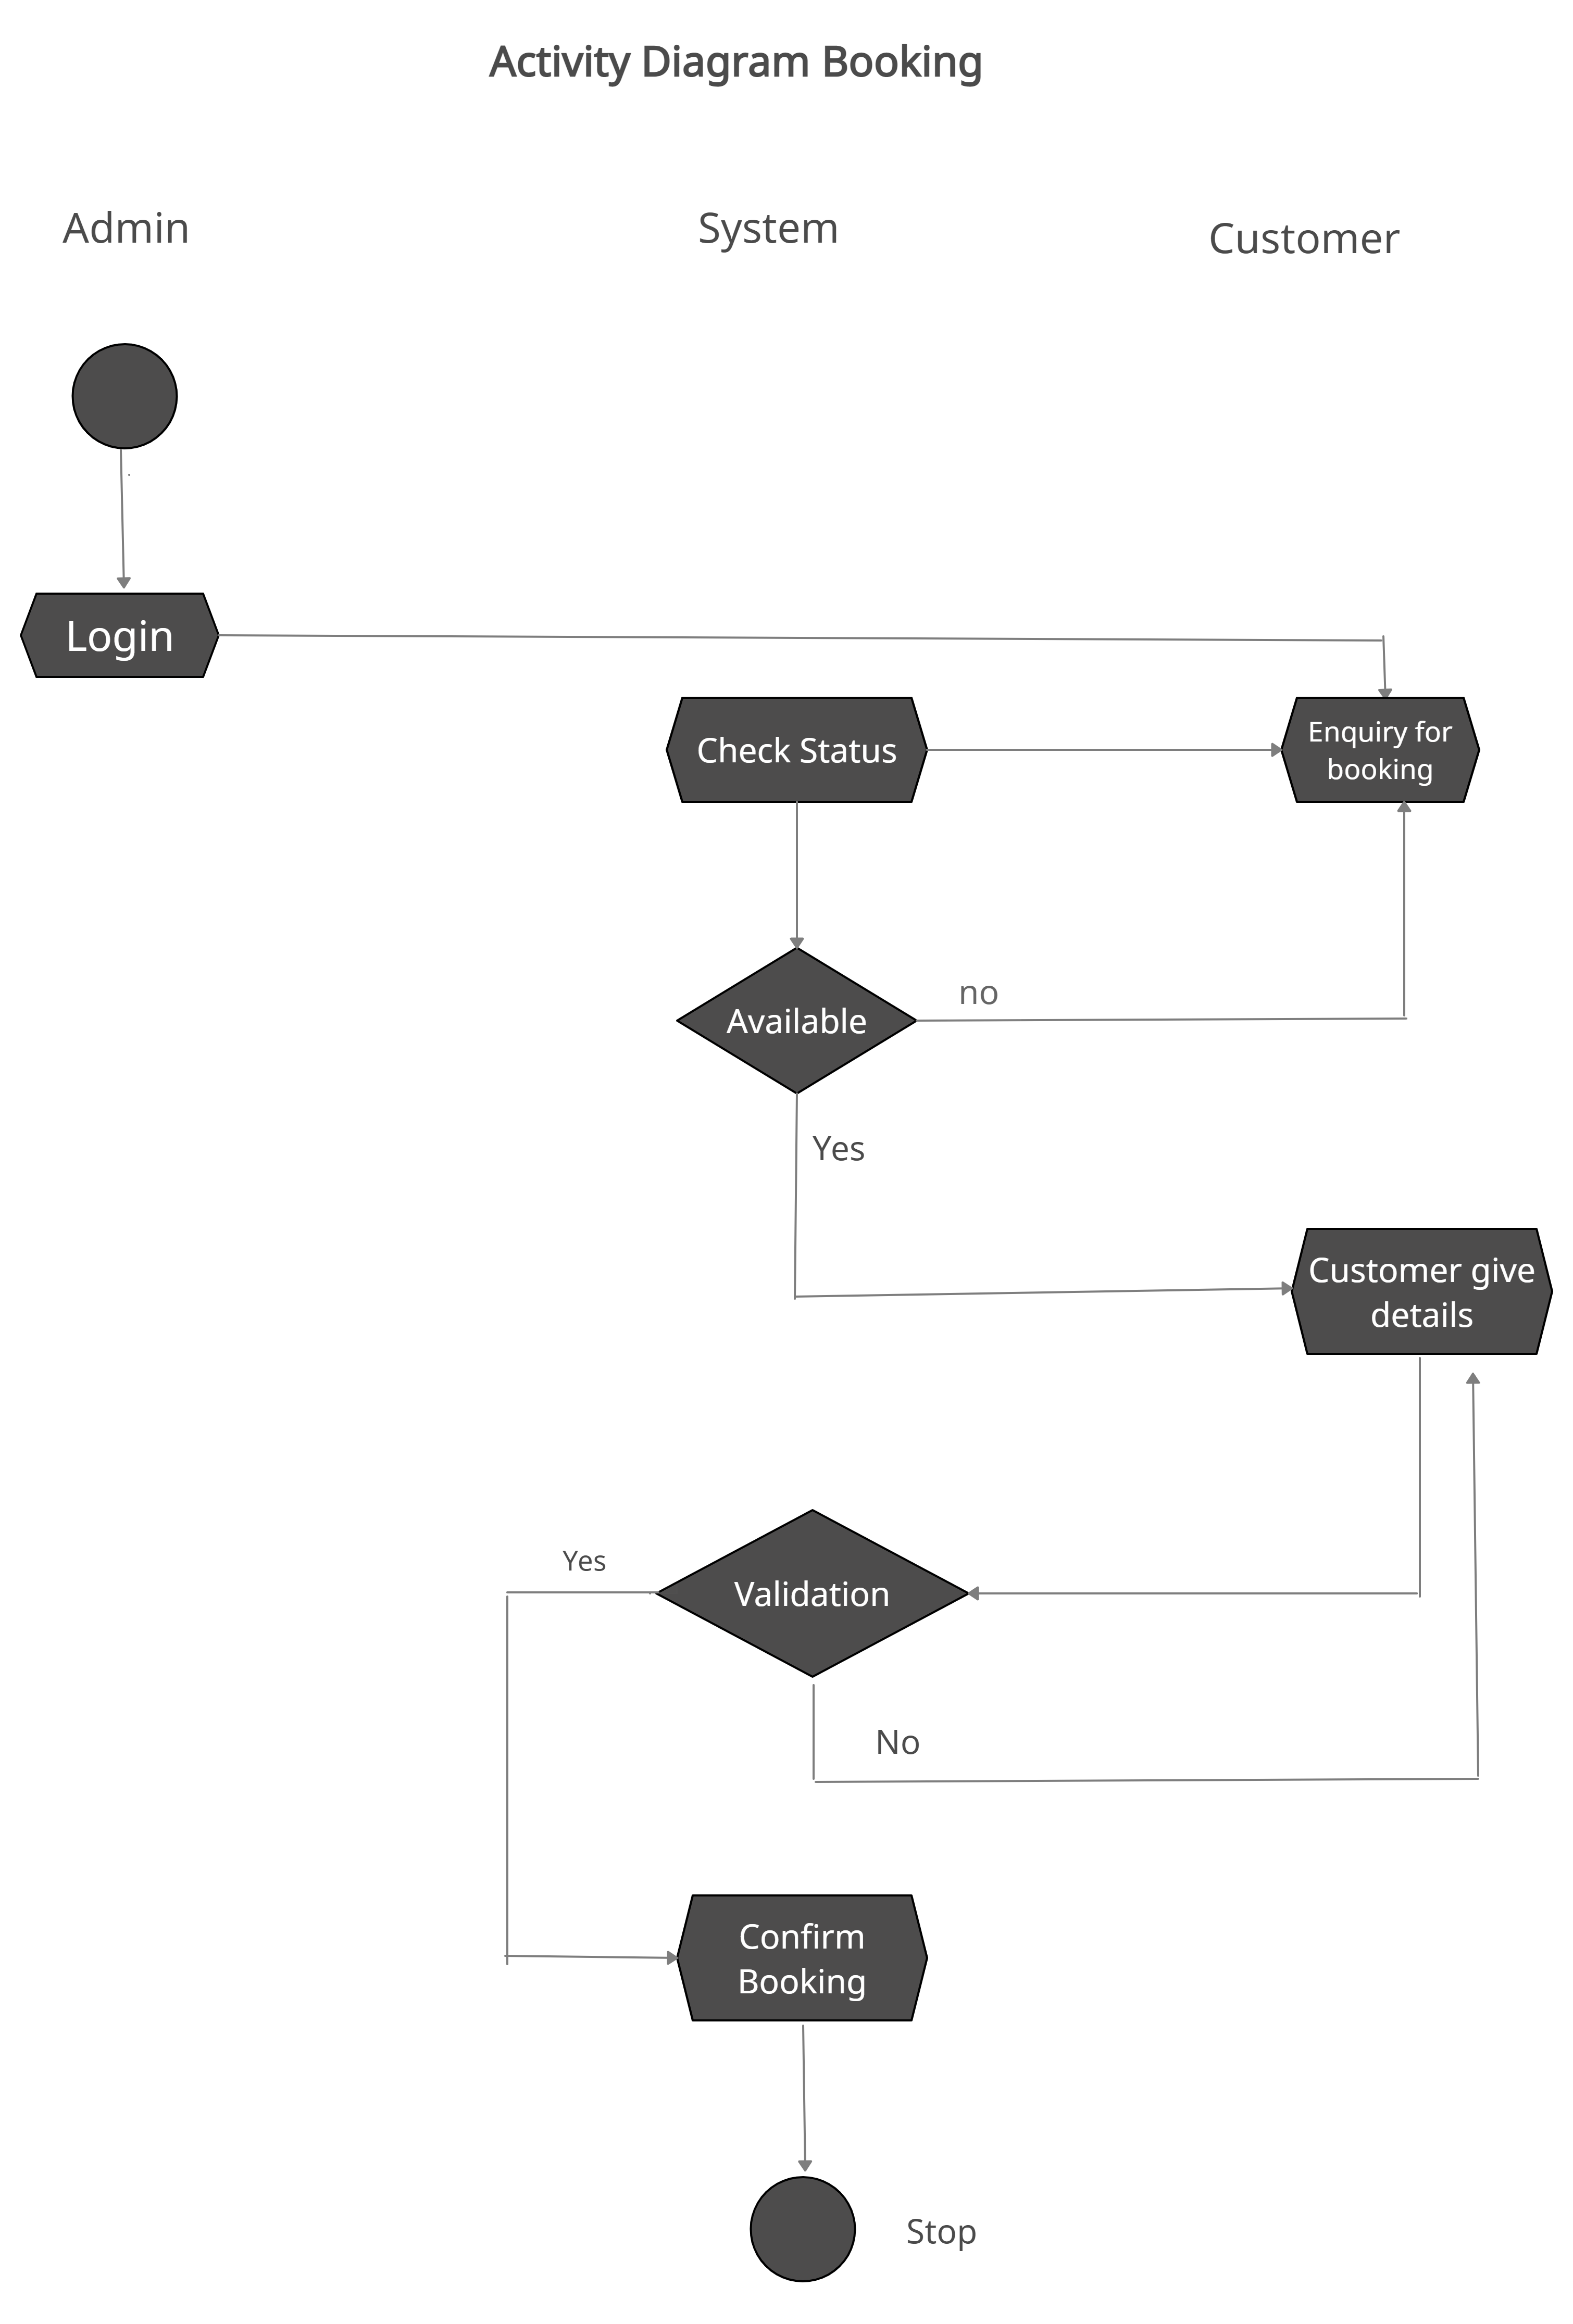 Activity Diagram Booking
Admin
System
Customer
Login
Check Status
Enquiry for
booking
Available
no
Yes
Customer give
details
Yes
Validation
No
Confirm
Booking
Stop